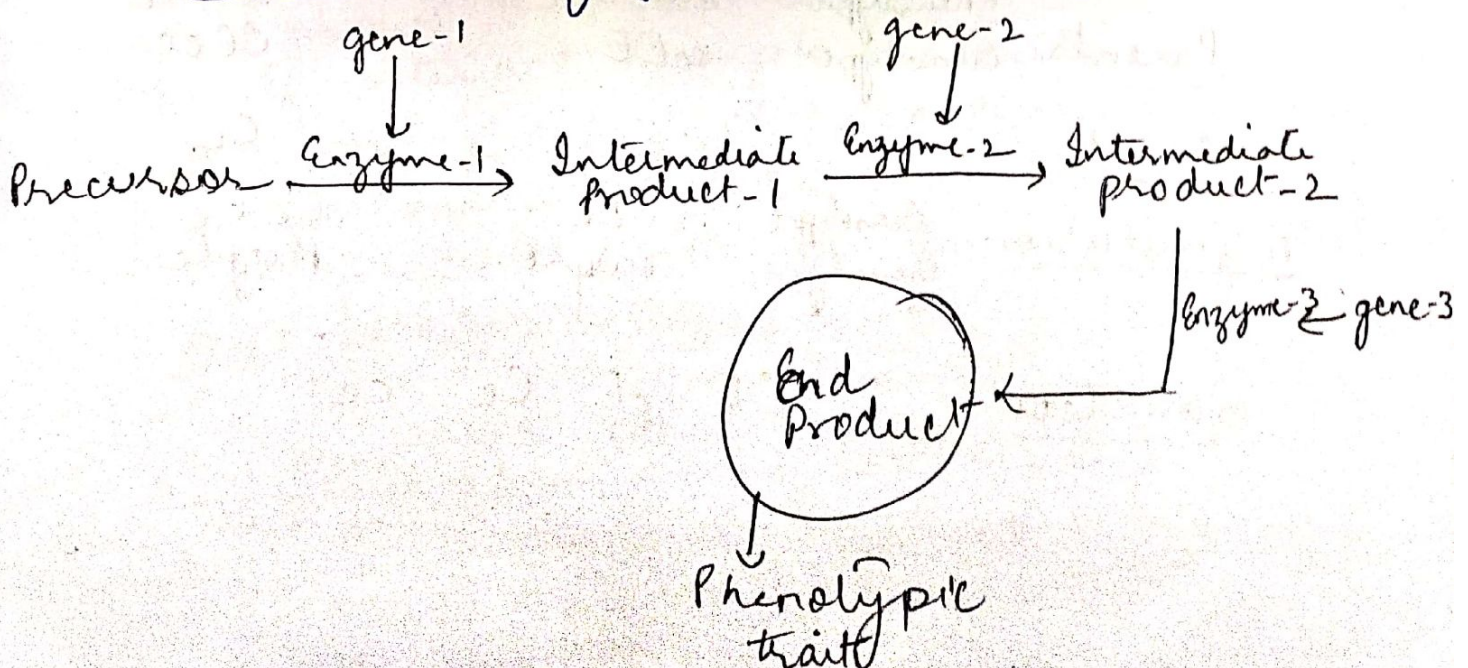 gene-1
gene-2
Precursor
Enzyme-1
Intermediate
product-1
Enzyme-2
Intermediate
product-2
Enzyme-3
gene-3
End
Product
Phenotypic
trait